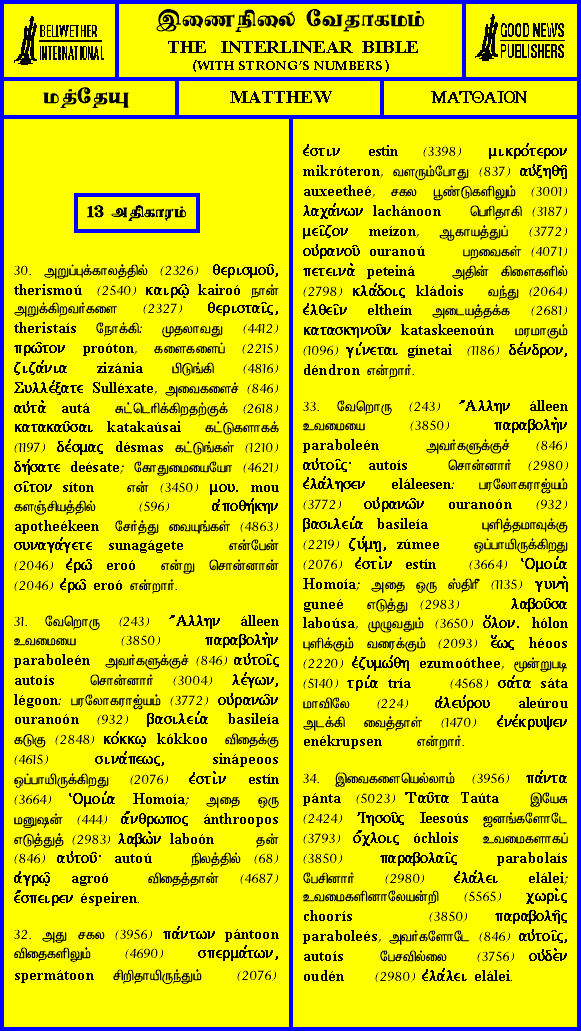 BELLWETHER
INTERNATIONAL
இணைநிலை வேதாகமம்
THE INTERLINEAR BIBLE
(WITH STRONG'S NUMBERS)
GOOD NEWS
PUBLISHERS
மத்தேயு
MATTHEW
ΜΑΤΘΑΙΟΝ
13 அதிகாரம்
30. அறுப்புக்காலத்தில் (2326) θερισμοῦ,
therismoú (2540) καιρῷ kairoó நான்
அறுக்கிறவர்களை (2327) θερισταῖς,
theristaís நோக்கி: முதலாவது (4412)
πρῶτον proóton, களைகளைப் (2215)
ζιζάνια zizánia பிடுங்கி (4816)
Συλλέξατε Sulléxate, அவைகளைச் (846)
αὐτὰ autá சுட்டெரிக்கிறதற்குக் (2618)
κατακαῦσαι katakaúsai கட்டுகளாகக்
(1197) δέσμας désmas கட்டுங்கள் (1210)
δήσατε deésate; கோதுமையையோ (4621)
σῖτον síton என் (3450) μου. mou
களஞ்சியத்தில் (596) ἀποθήκην
apotheékeen சேர்த்து வையுங்கள் (4863)
συναγάγετε sunagágete என்பேன்
(2046) ἐρῶ eroó என்று சொன்னான்
(2046) ἐρῶ eroó என்றார்.
31. வேறொரு (243) Ἄλλην álleen
உவமையை (3850) παραβολὴν
paraboleén அவர்களுக்குச் (846) αὐτοῖς
autoís சொன்னார் (3004) λέγων,
légoon: பரலோகராஜ்யம் (3772) οὐρανῶν
ouranoón (932) βασιλεία basileía
கடுகு (2848) κόκκῳ kókkoo விதைக்கு
(4615) σινάπεως, sinápeoos
ஒப்பாயிருக்கிறது (2076) ἐστὶν estín
(3664) Ὁμοία Homoía; அதை ஒரு
மனுஷன் (444) ἄνθρωπος ánthroopos
எடுத்துத் (2983) λαβὼν laboón தன்
(846) αὐτοῦ· autoú நிலத்தில் (68)
ἀγρῷ agroó விதைத்தான் (4687)
ἔσπειρεν éspeiren.
32. அது சகல (3956) πάντων pántoon
விதைகளிலும் (4690) σπερμάτων,
spermátoon சிறிதாயிருந்தும் (2076)
ἐστιν estin (3398) μικρότερον
mikróteron, வளரும்போது (837) αὐξηθῇ
auxeetheé, சகல பூண்டுகளிலும் (3001)
λαχάνων lachánoon பெரிதாகி (3187)
μεῖζον meízon, ஆகாயத்துப் (3772)
οὐρανοῦ ouranoú பறவைகள் (4071)
πετεινὰ peteiná அதின் கிளைகளில்
(2798) κλάδοις kládois வந்து (2064)
ἐλθεῖν eltheín அடையத்தக்க (2681)
κατασκηνοῦν kataskeenoún மரமாகும்
(1096) γίνεται gínetai (1186) δένδρον,
déndron என்றார்.
33. வேறொரு (243) Ἄλλην álleen
உவமையை (3850) παραβολὴν
paraboleén அவர்களுக்குச் (846)
αὐτοῖς· autoís சொன்னார் (2980)
ἐλάλησεν eláleesen: பரலோகராஜ்யம்
(3772) οὐρανῶν ouranoón (932)
βασιλεία basileía புளித்தமாவுக்கு
(2219) ζύμῃ, zúmee ஒப்பாயிருக்கிறது
(2076) ἐστὶν estín (3664) Ὁμοία
Homoía; அதை ஒரு ஸ்திரீ (1135) γυνὴ
guneé எடுத்து (2983) λαβοῦσα
laboúsa, முழுவதும் (3650) ὅλον. hólon
புளிக்கும் வரைக்கும் (2093) ἕως héoos
(2220) ἐζυμώθη ezumoóthee, மூன்றுபடி
(5140) τρία tría (4568) σάτα sáta
மாவிலே (224) ἀλεύρου aleúrou
அடக்கி வைத்தாள் (1470) ἐνέκρυψεν
enékrupsen என்றார்.
34. இவைகளையெல்லாம் (3956) πάντα
pánta (5023) Ταῦτα Taúta இயேசு
(2424) Ἰησοῦς Ieesoús ஜனங்களோடே
(3793) ὄχλοις óchlois உவமைகளாகப்
(3850) παραβολαῖς parabolaís
பேசினார் (2980) ἐλάλει elálei;
உவமைகளினாலேயன்றி (5565) χωρὶς
choorís (3850) παραβολῆς
paraboleés, அவர்களோடே (846) αὐτοῖς,
autoís பேசவில்லை (3756) οὐδὲν
oudén (2980) ἐλάλει elálei.